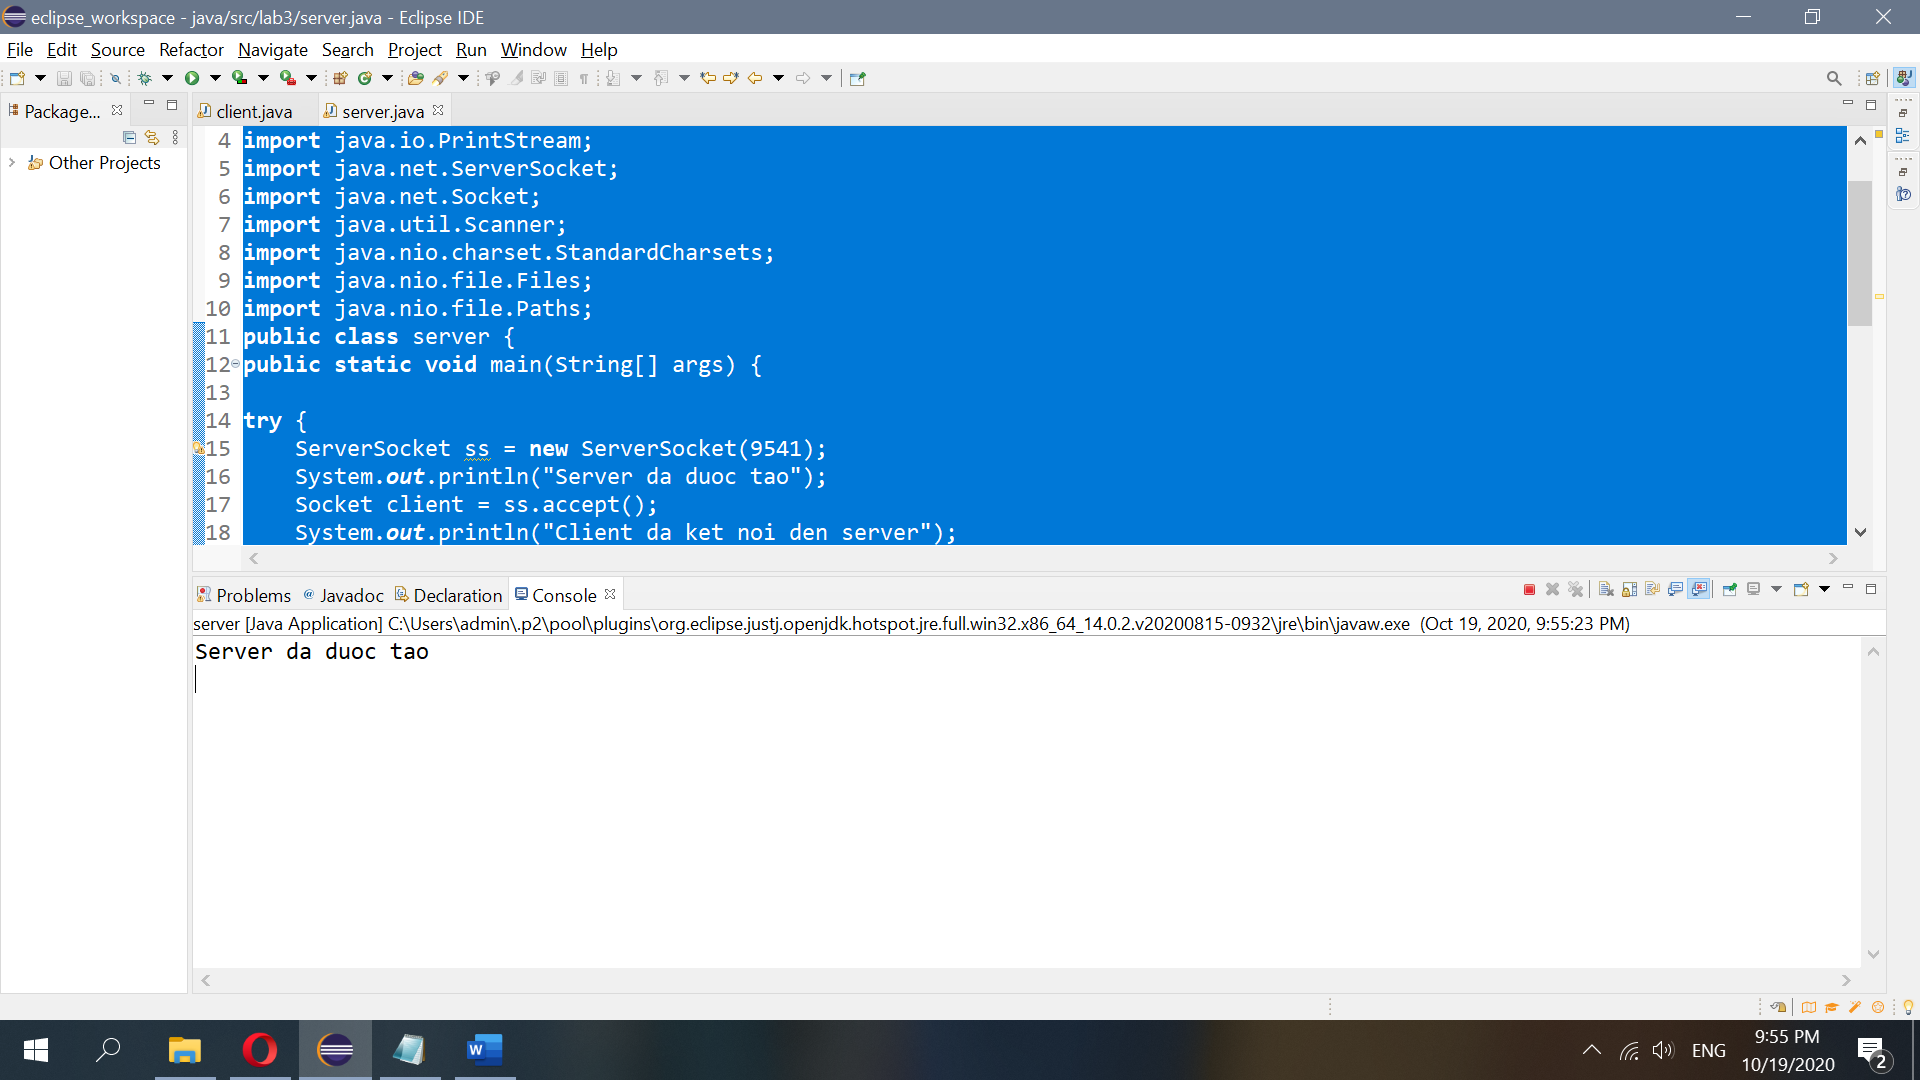 eclipse_workspace - java/src/lab3/server.java - Eclipse IDE
File Edit Source Refactor Navigate Search Project Run Window Help
Package...
client.java server.java
Other Projects
4 import java.io.PrintStream;
5 import java.net.ServerSocket;
6 import java.net.Socket;
7 import java.util.Scanner;
8 import java.nio.charset.StandardCharsets;
9 import java.nio.file.Files;
10 import java.nio.file.Paths;
11 public class server {
12 public static void main(String[] args) {
13
14 try {
15 ServerSocket ss = new ServerSocket(9541);
16 System.out.println("Server da duoc tao");
17 Socket client = ss.accept();
18 System.out.println("Client da ket noi den server");
Problems @ Javadoc Declaration Console
server [Java Application] C:\Users\admin\.p2\pool\plugins\org.eclipse.justj.openjdk.hotspot.jre.full.win32.x86_64_14.0.2.v20200815-0932\jre\bin\javaw.exe (Oct 19, 2020, 9:55:23 PM)
Server da duoc tao
ENG
9:55 PM
10/19/2020
2